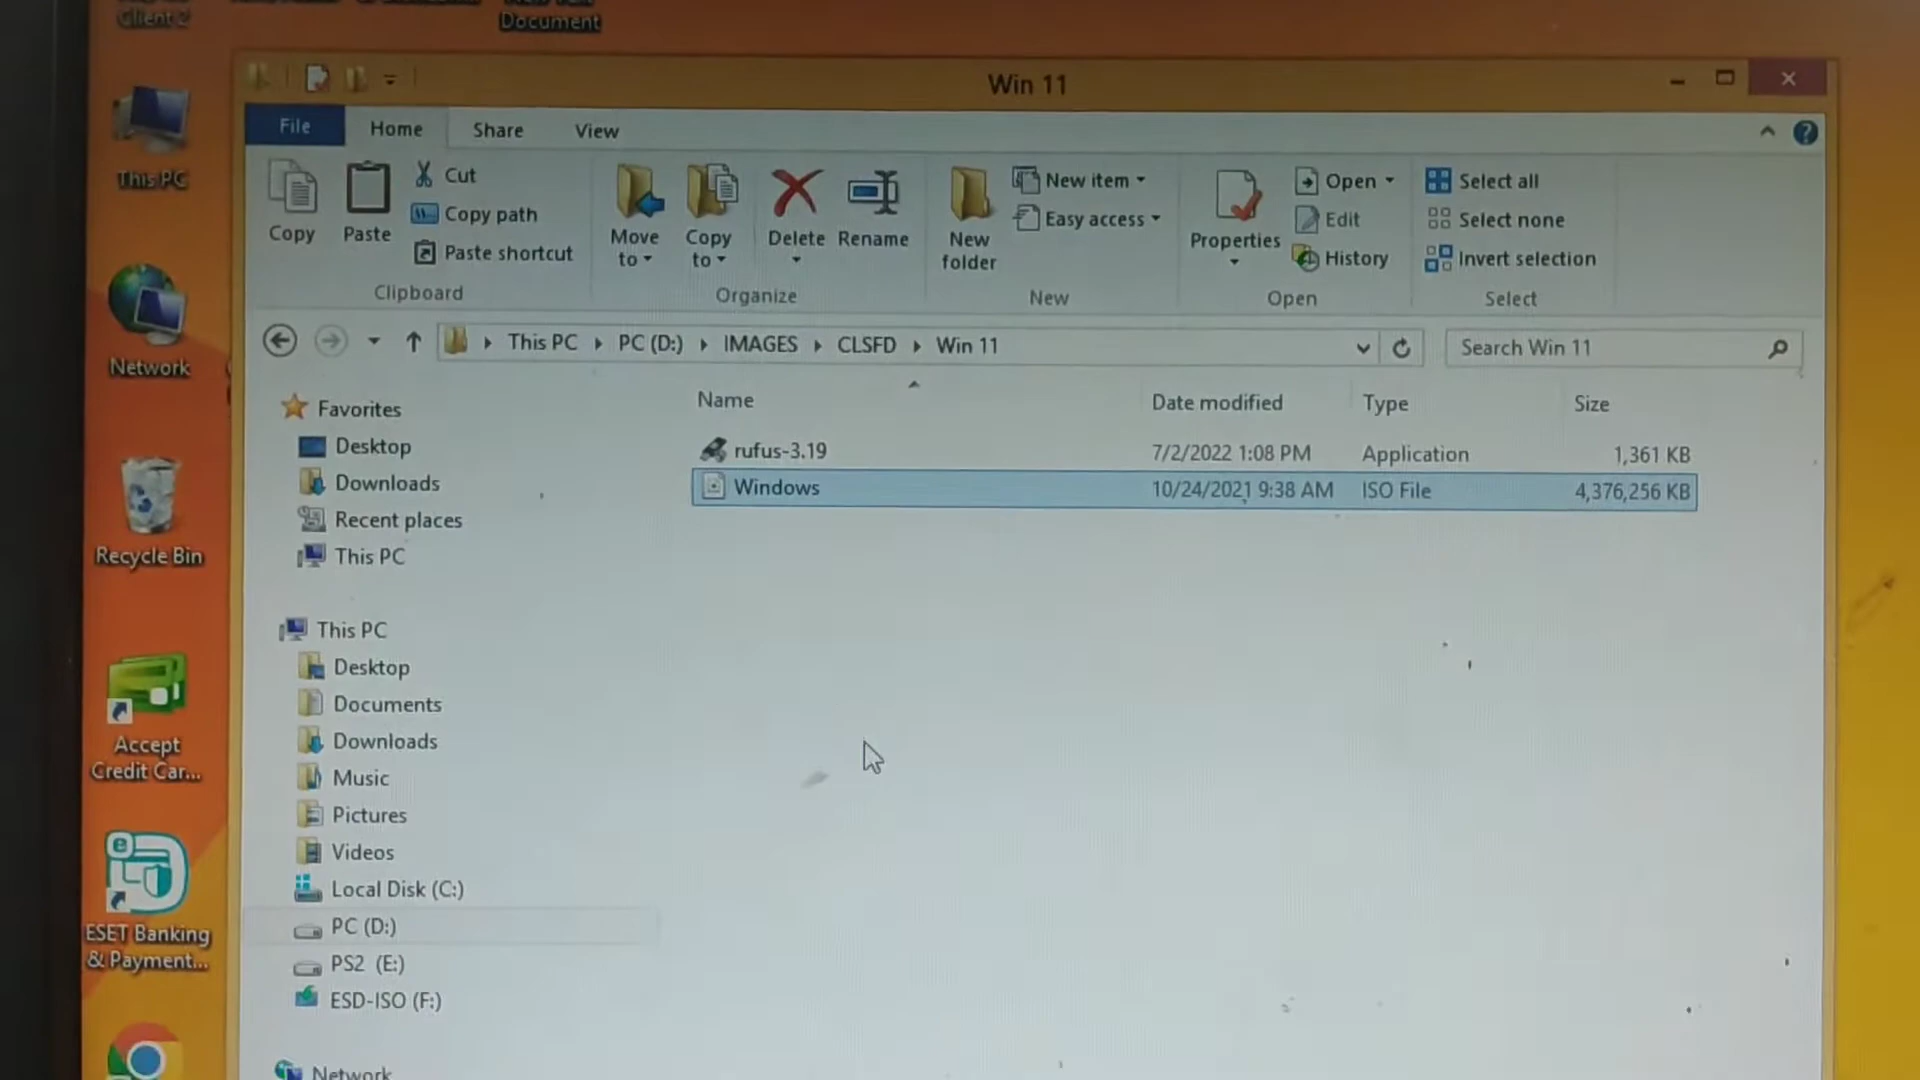 Client 2
Document
This PC
Network
Recycle Bin
Accept
Credit Car...
ESET Banking
& Payment...
Win 11
File
Home
Share
View
Copy
Paste
Cut
Copy path
Paste shortcut
Clipboard
Move
to
Copy
to
Delete
Rename
Organize
New
folder
New item
Easy access
New
Properties
Open
Edit
History
Open
Select all
Select none
Invert selection
Select
This PC
PC (D:)
IMAGES
CLSFD
Win 11
Search Win 11
Favorites
Desktop
Downloads
Recent places
This PC
This PC
Desktop
Documents
Downloads
Music
Pictures
Videos
Local Disk (C:)
PC (D:)
PS2 (E:)
ESD-ISO (F:)
Network
Name Date modified Type Size
rufus-3.19 7/2/2022 1:08 PM Application 1,361 KB
Windows 10/24/2021 9:38 AM ISO File 4,376,256 KB